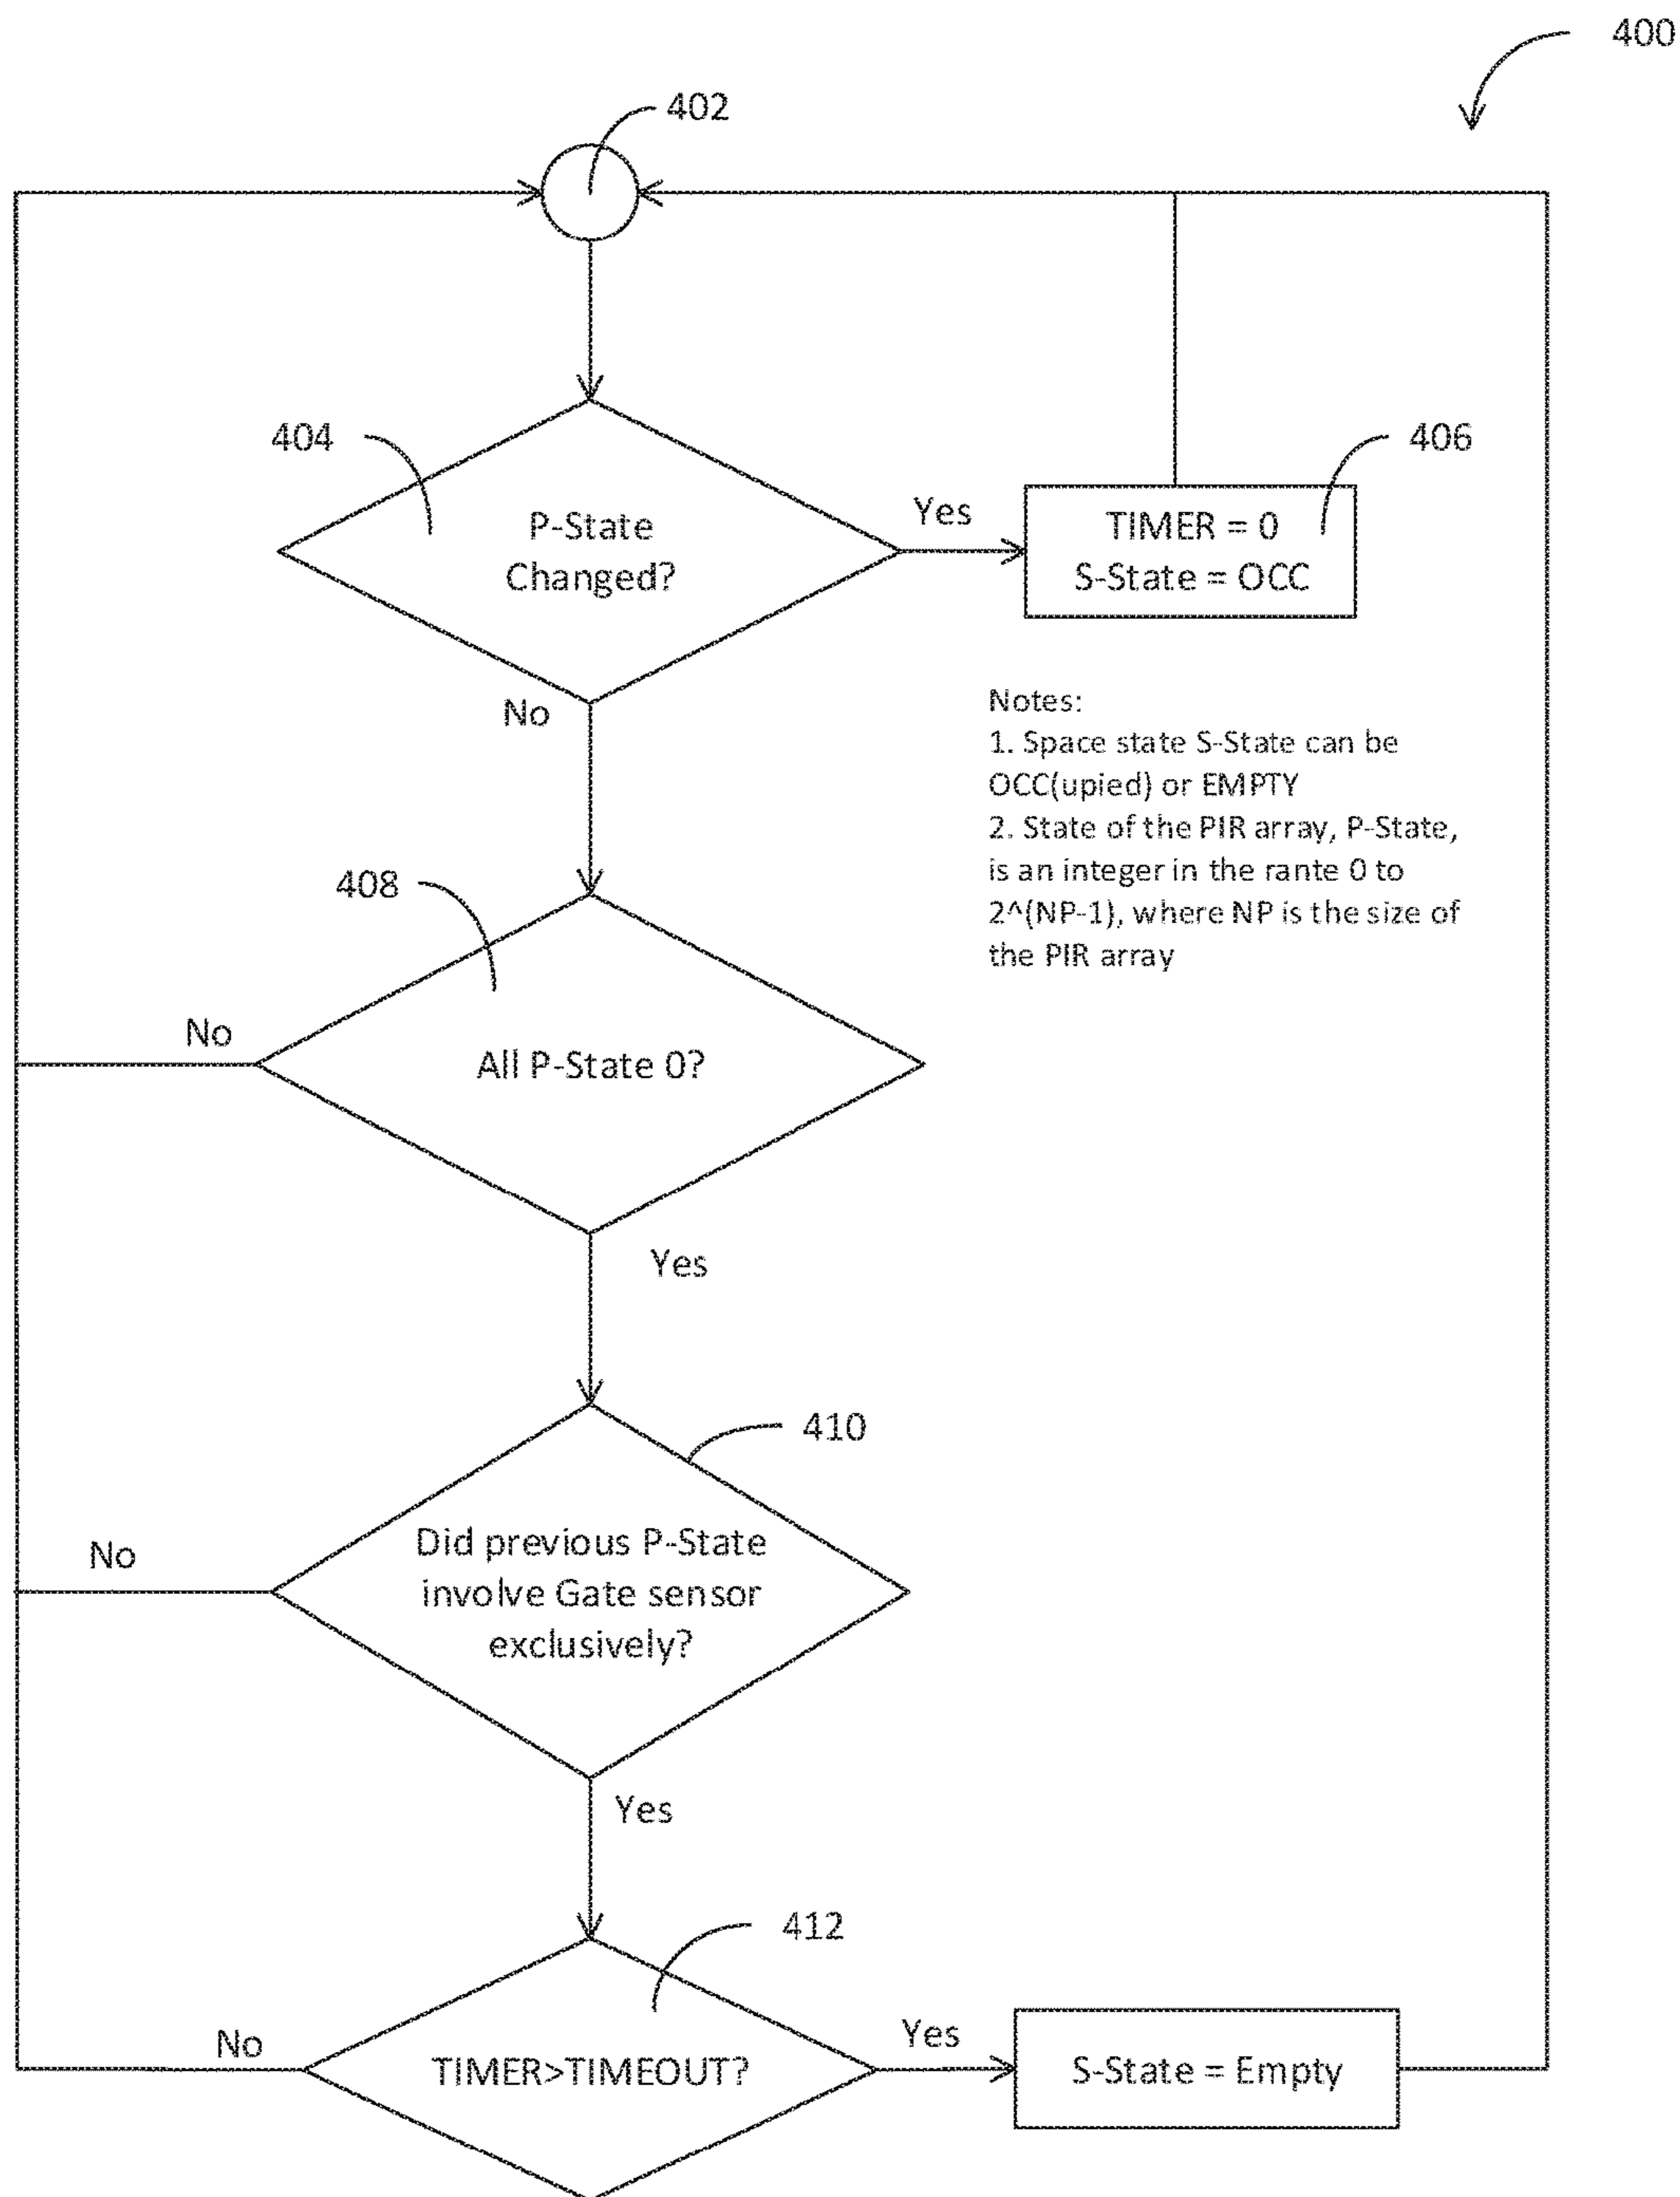 400
402
404
P-State
Changed?
Yes
TIMER = 0
S-State = OCC
406
No
Notes:
1. Space state S-State can be
OCC(upied) or EMPTY
2. State of the PIR array, P-State,
is an integer in the rante 0 to
2^(NP-1), where NP is the size of
the PIR array
408
No
All P-State 0?
Yes
410
No
Did previous P-State
involve Gate sensor
exclusively?
Yes
412
No
TIMER>TIMEOUT?
Yes
S-State = Empty